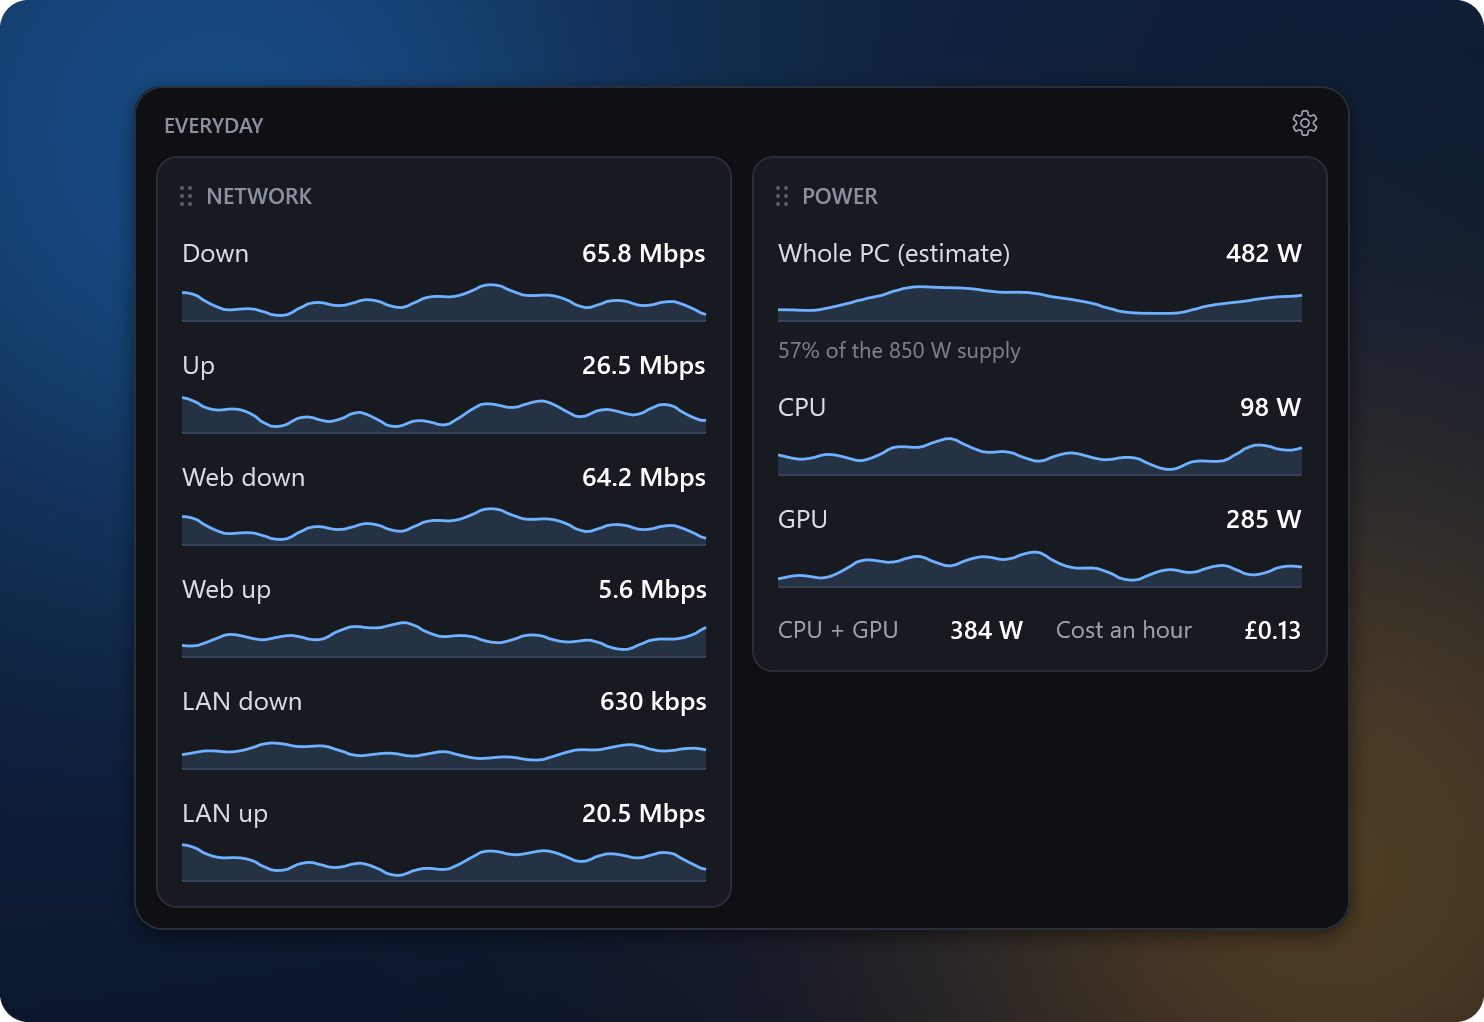 EVERYDAY
NETWORK
Down 65.8 Mbps
Up 26.5 Mbps
Web down 64.2 Mbps
Web up 5.6 Mbps
LAN down 630 kbps
LAN up 20.5 Mbps
POWER
Whole PC (estimate) 482 W
57% of the 850 W supply
CPU 98 W
GPU 285 W
CPU + GPU 384 W Cost an hour £0.13